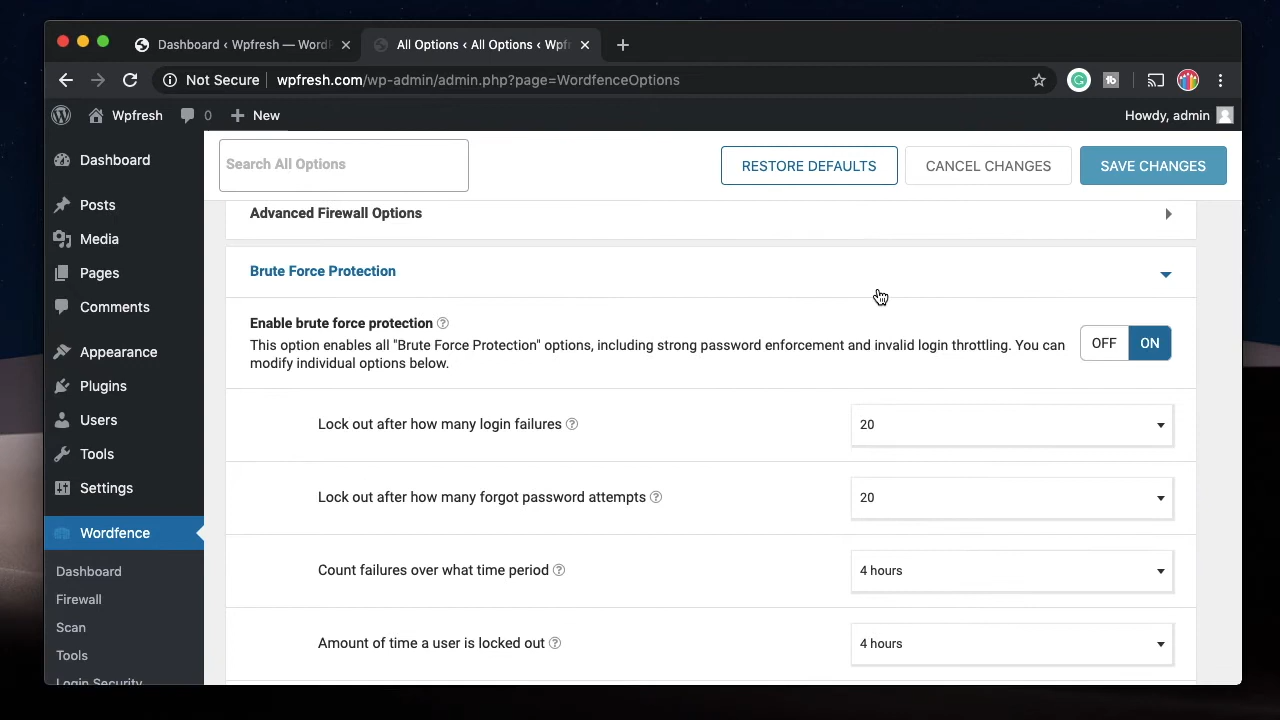 Dashboard ‹ Wpfresh — Word
All Options ‹ All Options ‹ Wpf
Not Secure
wpfresh.com/wp-admin/admin.php?page=WordfenceOptions
Wpfresh
0
New
Howdy, admin
Dashboard
Posts
Media
Pages
Comments
Appearance
Plugins
Users
Tools
Settings
Wordfence
Dashboard
Firewall
Scan
Tools
Login Security
Search All Options
RESTORE DEFAULTS
CANCEL CHANGES
SAVE CHANGES
Advanced Firewall Options
Brute Force Protection
Enable brute force protection
This option enables all "Brute Force Protection" options, including strong password enforcement and invalid login throttling. You can
modify individual options below.
OFF
ON
Lock out after how many login failures
20
Lock out after how many forgot password attempts
20
Count failures over what time period
4 hours
Amount of time a user is locked out
4 hours